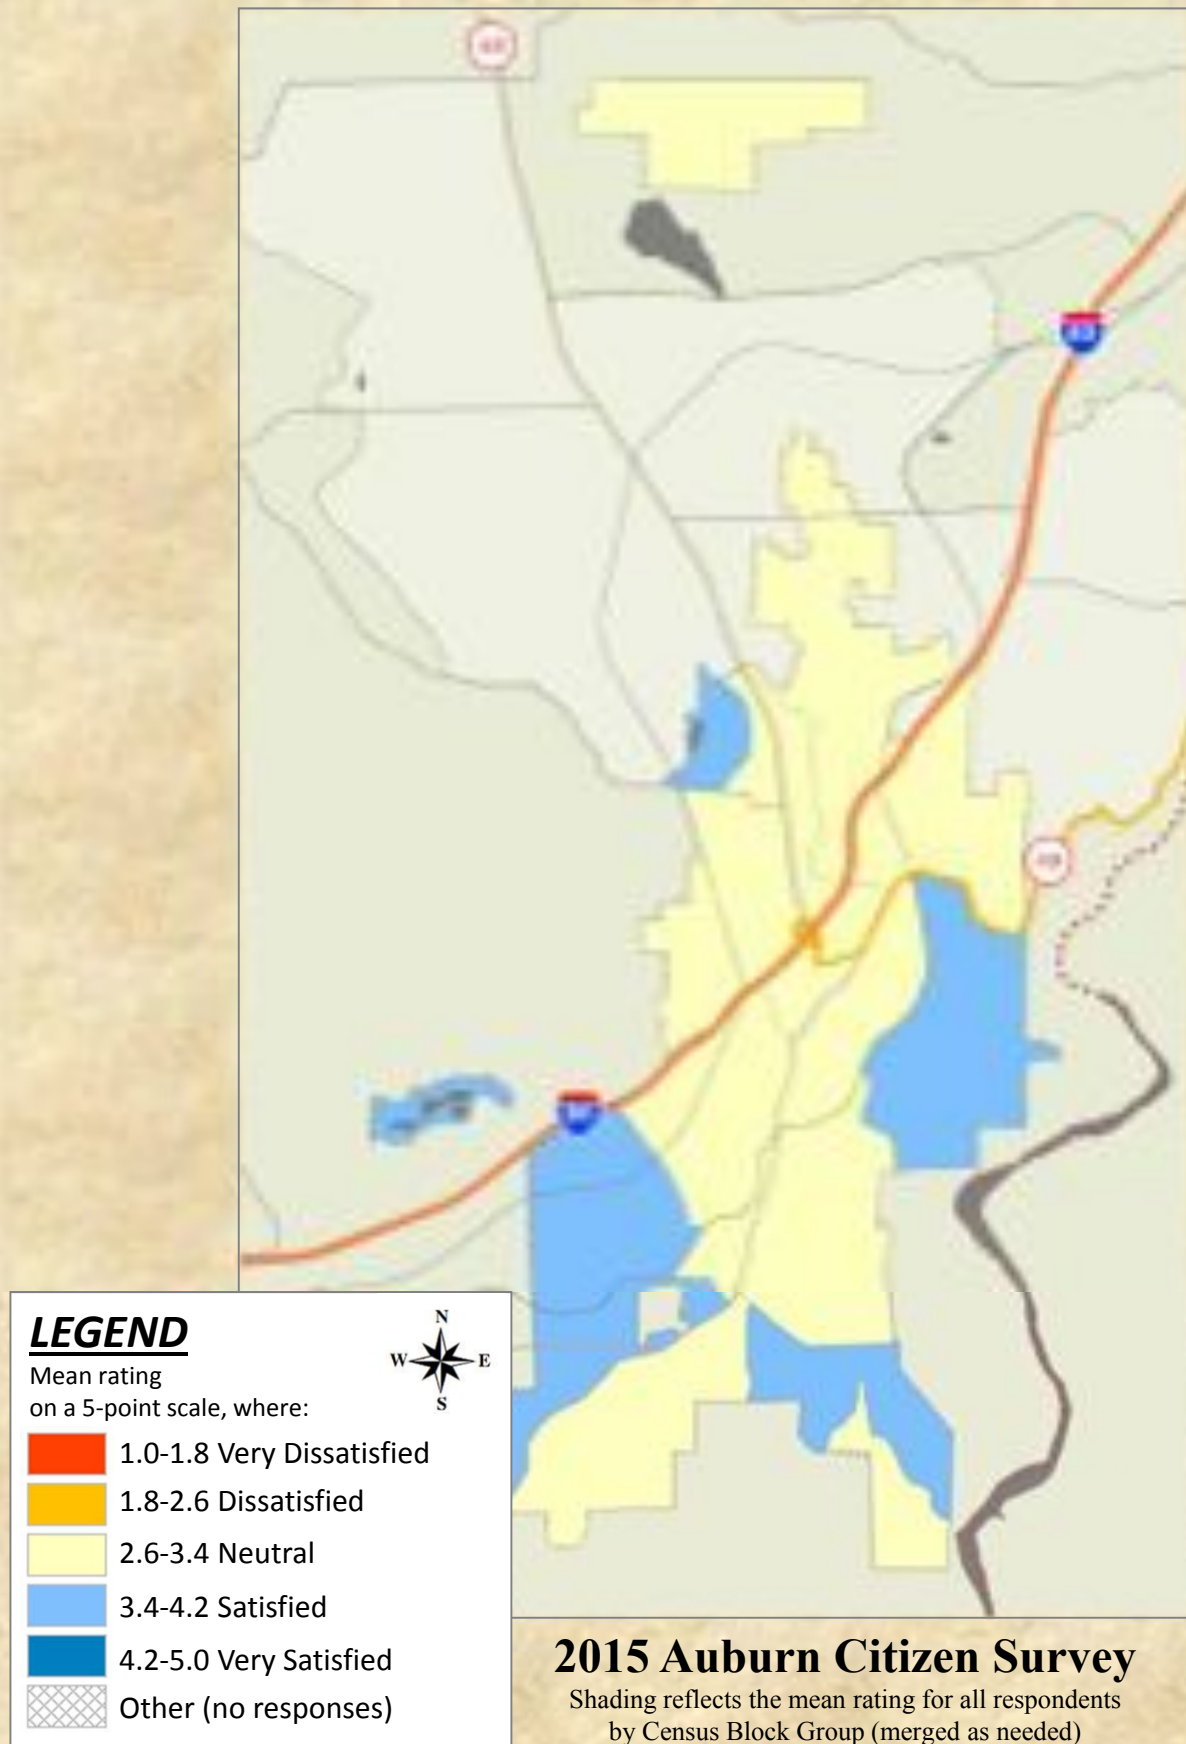 LEGEND
Mean rating
on a 5-point scale, where:
N
W
E
S
1.0-1.8 Very Dissatisfied
1.8-2.6 Dissatisfied
2.6-3.4 Neutral
3.4-4.2 Satisfied
4.2-5.0 Very Satisfied
Other (no responses)
2015 Auburn Citizen Survey
Shading reflects the mean rating for all respondents
by Census Block Group (merged as needed)